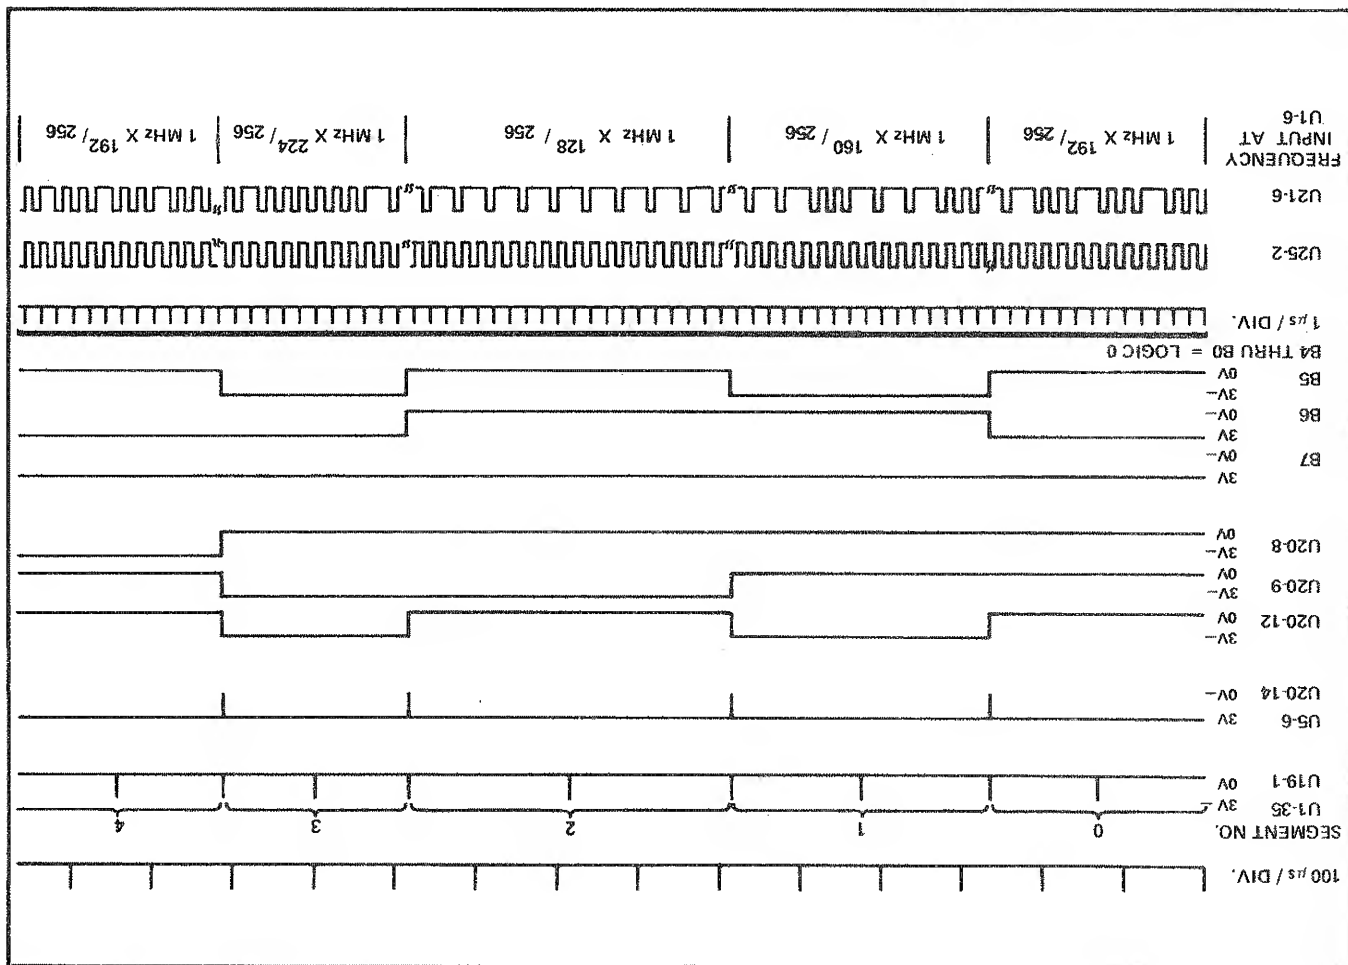 100 µs / DIV.
SEGMENT NO.
0 1 2 3 4
U1-35 3V –
U19-1 0V
U5-6 3V
U20-14 0V–
3V–
U20-12 0V
3V–
U20-9 0V
3V–
U20-8 0V
3V
B7
0V–
3V
B6 0V–
3V–
B5 0V
B4 THRU B0 = LOGIC 0
1 µs / DIV.
U25-2
U21-6
FREQUENCY
INPUT AT
U1-6
1 MHz X 192/256 1 MHz X 160/256 1 MHz X 128/256 1 MHz X 224/256 1 MHz X 192/256